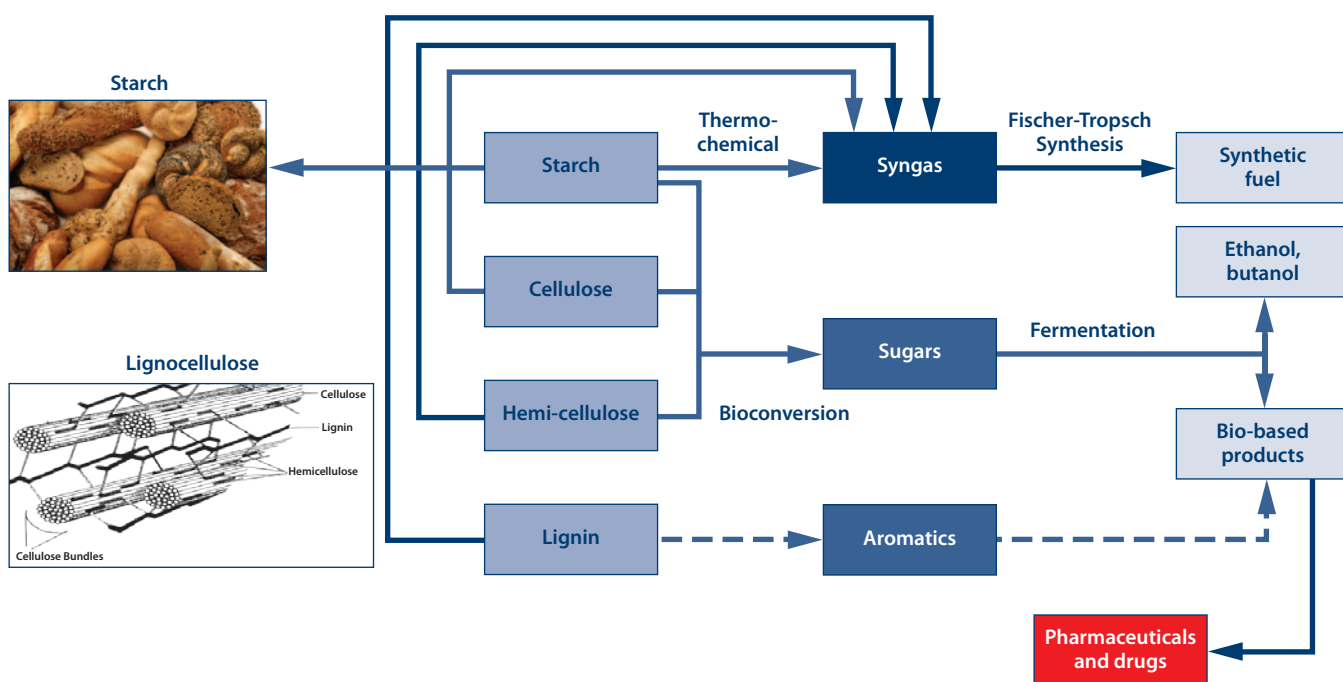 Starch
Thermo-
chemical
Fischer-Tropsch
Synthesis
Starch
Syngas
Synthetic
fuel
Ethanol,
butanol
Cellulose
Sugars
Fermentation
Lignocellulose
Cellulose
Lignin
Hemicellulose
Cellulose Bundles
Hemi-cellulose
Bioconversion
Bio-based
products
Lignin
Aromatics
Pharmaceuticals
and drugs